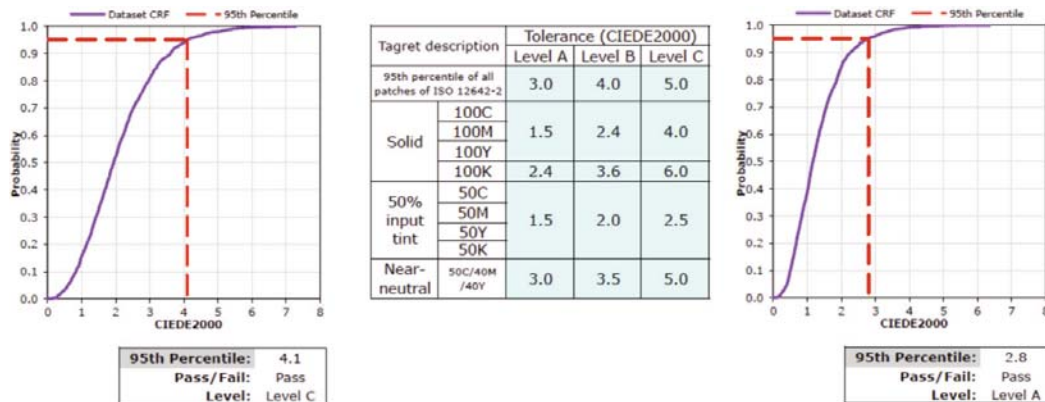 Dataset CRF 95th Percentile
1.0
0.9
0.8
0.7
0.6
0.5
0.4
0.3
0.2
0.1
0.0
Probability
0 1 2 3 4 5 6 7 8
CIEDE2000
95th Percentile: 4.1
Pass/Fail: Pass
Level: Level C
Tagret description Tolerance (CIEDE2000)
Level A Level B Level C
95th percentile of all
patches of ISO 12642-2
3.0 4.0 5.0
Solid
100C
100M
100Y
1.5 2.4 4.0
100K 2.4 3.6 6.0
50%
input
tint
50C
50M
50Y
50K
1.5 2.0 2.5
Near-
neutral
50C/40M
/40Y
3.0 3.5 5.0
Dataset CRF 95th Percentile
1.0
0.9
0.8
0.7
0.6
0.5
0.4
0.3
0.2
0.1
0.0
Probability
0 1 2 3 4 5 6 7 8
CIEDE2000
95th Percentile: 2.8
Pass/Fail: Pass
Level: Level A